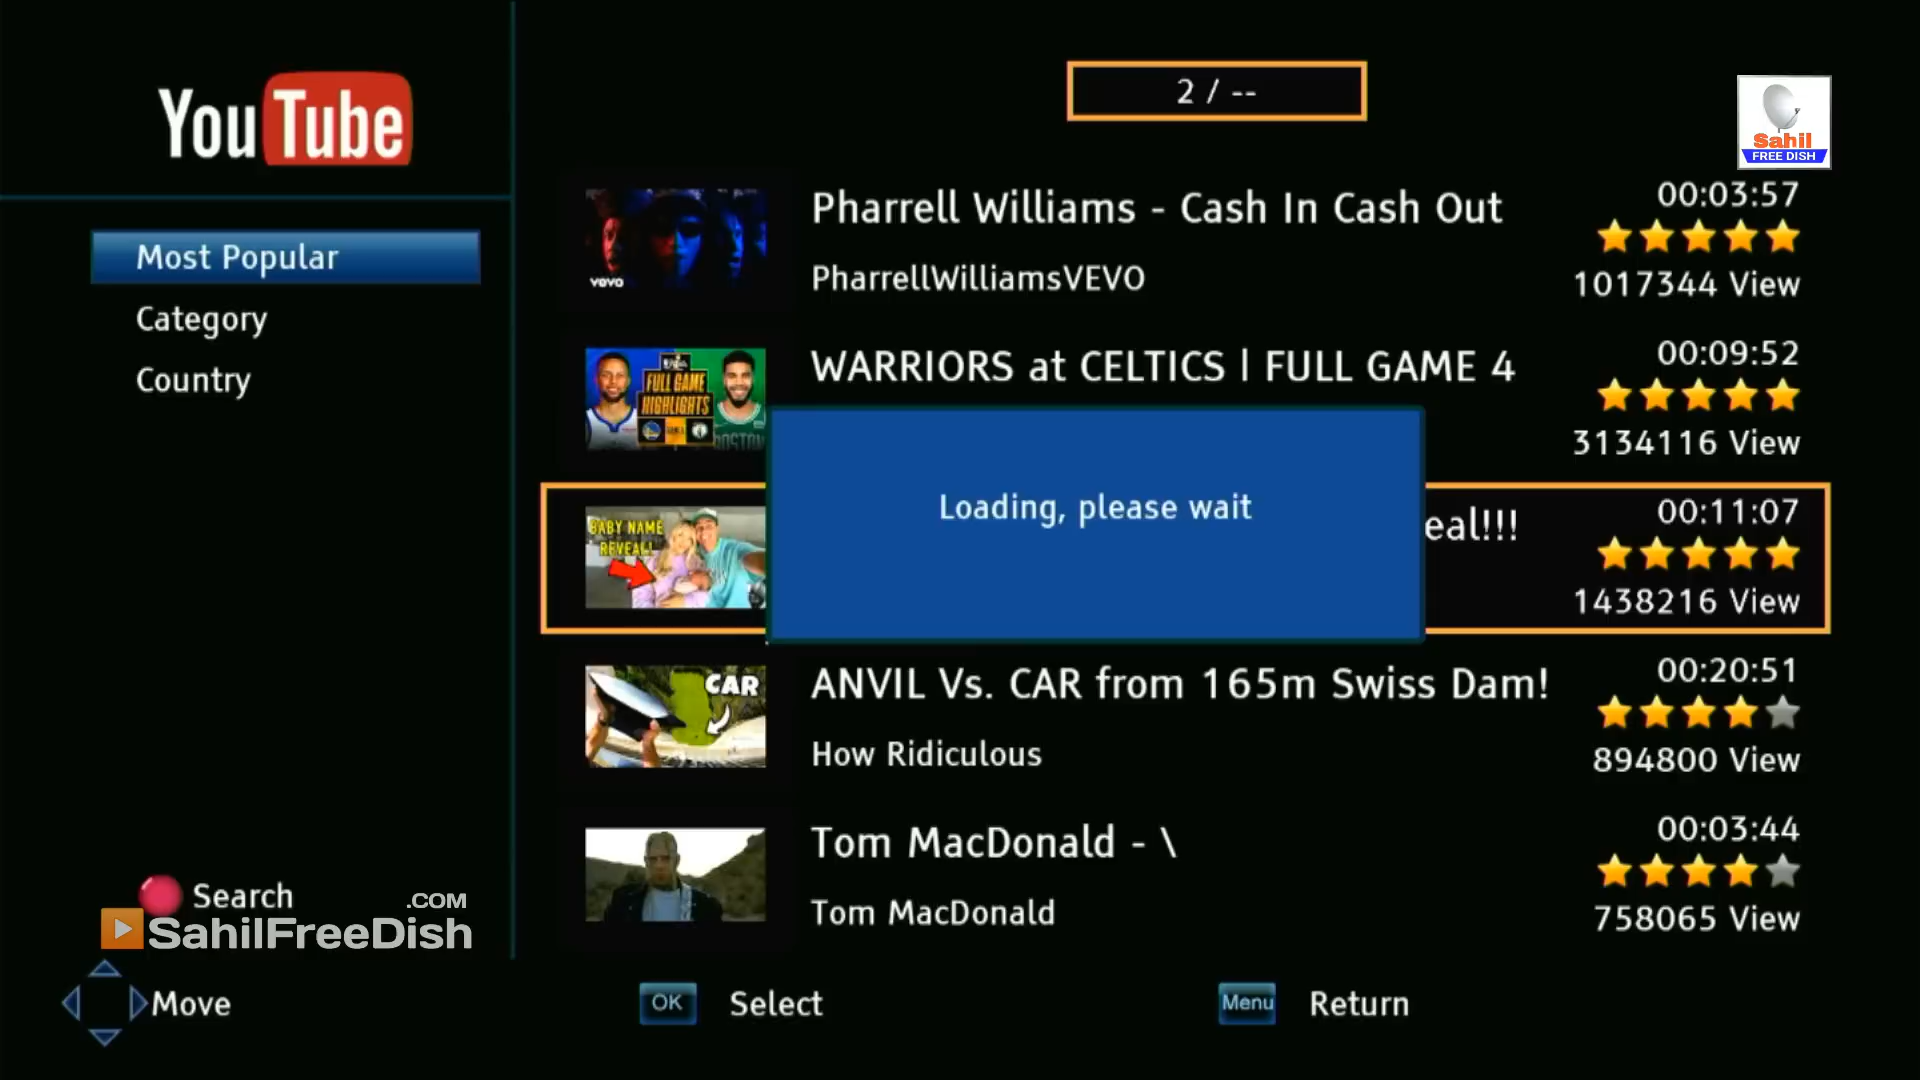 YouTube
2 / --
Sahil
FREE DISH
Most Popular
Category
Country
vevo
Pharrell Williams - Cash In Cash Out
PharrellWilliamsVEVO
00:03:57
1017344 View
FULL GAME
HIGHLIGHTS
WARRIORS at CELTICS | FULL GAME 4
00:09:52
3134116 View
BABY NAME
REVEAL!
Loading, please wait
eal!!!
00:11:07
1438216 View
CAR
ANVIL Vs. CAR from 165m Swiss Dam!
How Ridiculous
00:20:51
894800 View
Tom MacDonald - \
Tom MacDonald
00:03:44
758065 View
Search
.COM
SahilFreeDish
Move
OK Select
Menu Return